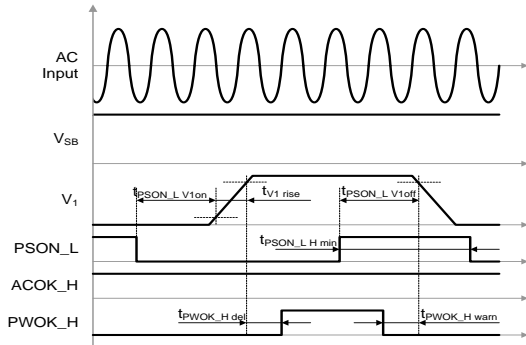 AC
Input
VSB
V1
tPSON_L V1on
tV1 rise
tPSON_L V1off
PSON_L
tPSON_L H min
ACOK_H
PWOK_H
tPWOK_H del
tPWOK_H warn